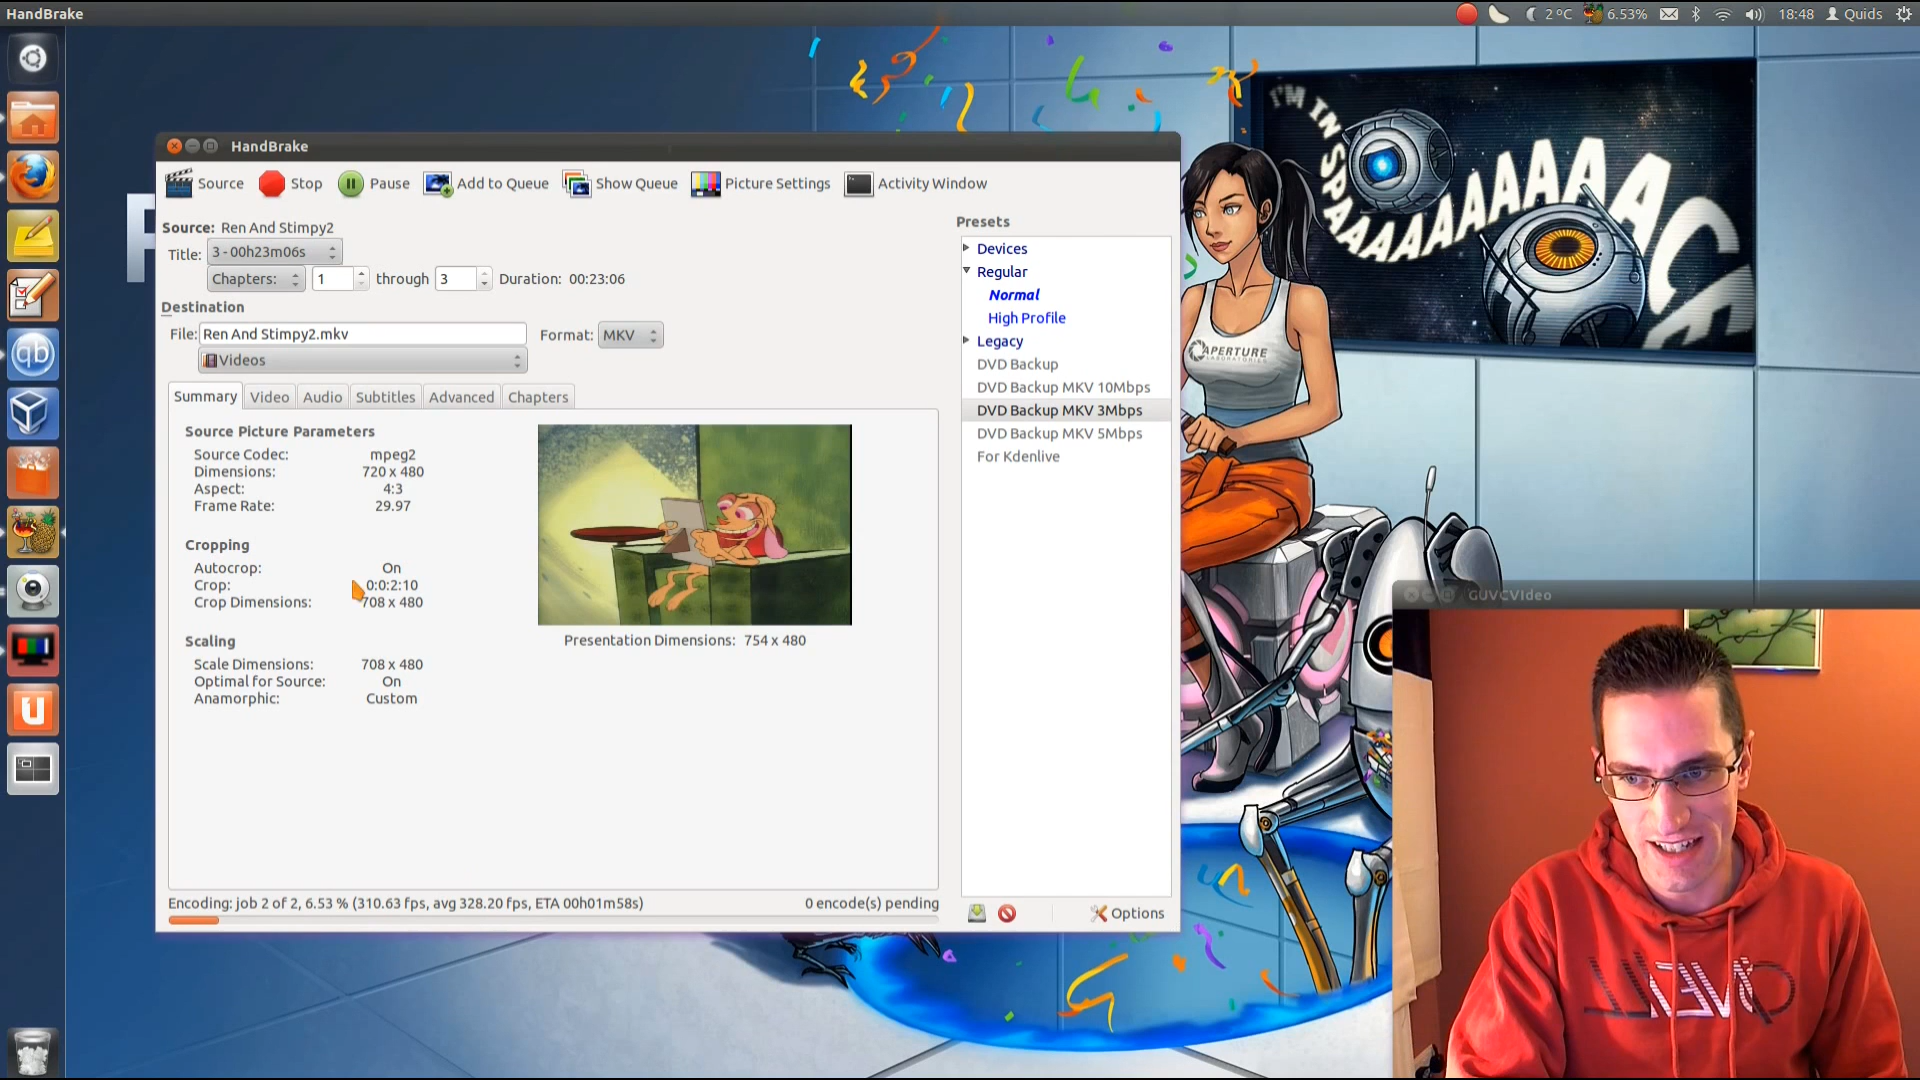 HandBrake
2 °C 6.53% 18:48 Quids
HandBrake
Source Stop Pause Add to Queue Show Queue Picture Settings Activity Window
Source: Ren And Stimpy2
Title: 3 - 00h23m06s
Chapters: 1 through 3 Duration: 00:23:06
Destination
File: Ren And Stimpy2.mkv Format: MKV
Videos
Summary Video Audio Subtitles Advanced Chapters
Source Picture Parameters
Source Codec: mpeg2
Dimensions: 720 x 480
Aspect: 4:3
Frame Rate: 29.97
Cropping
Autocrop: On
Crop: 0:0:2:10
Crop Dimensions: 708 x 480
Scaling
Scale Dimensions: 708 x 480
Optimal for Source: On
Anamorphic: Custom
Presentation Dimensions: 754 x 480
Encoding: job 2 of 2, 6.53 % (310.63 fps, avg 328.20 fps, ETA 00h01m58s) 0 encode(s) pending
Presets
Devices
Regular
Normal
High Profile
Legacy
DVD Backup
DVD Backup MKV 10Mbps
DVD Backup MKV 3Mbps
DVD Backup MKV 5Mbps
For Kdenlive
Options
I'M IN SPAAAAAAAAAAACE
APERTURE
LABORATORIES
GUVCVideo
qb
U